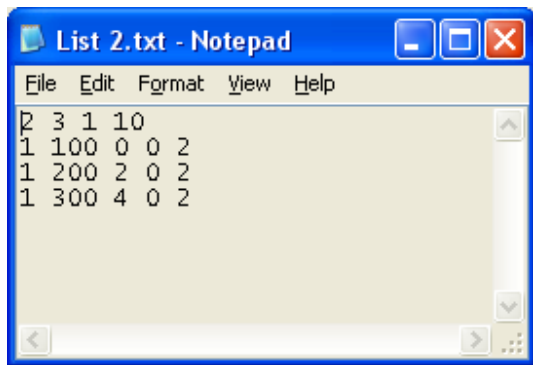 List 2.txt - Notepad
File Edit Format View Help
2 3 1 10
1 100 0 0 2
1 200 2 0 2
1 300 4 0 2